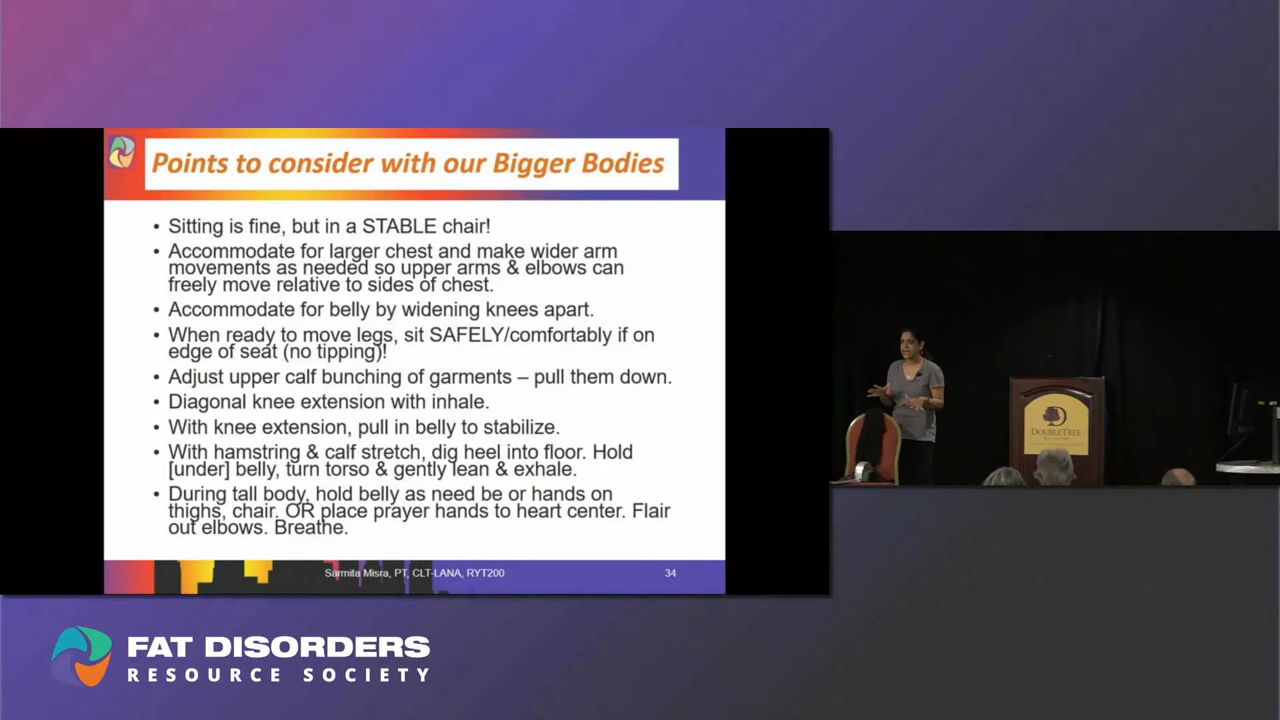 Points to consider with our Bigger Bodies
• Sitting is fine, but in a STABLE chair!
• Accommodate for larger chest and make wider arm
movements as needed so upper arms & elbows can
freely move relative to sides of chest.
• Accommodate for belly by widening knees apart.
• When ready to move legs, sit SAFELY/comfortably if on
edge of seat (no tipping)!
• Adjust upper calf bunching of garments – pull them down.
• Diagonal knee extension with inhale.
• With knee extension, pull in belly to stabilize.
• With hamstring & calf stretch, dig heel into floor. Hold
[under] belly, turn torso & gently lean & exhale.
• During tall body, hold belly as need be or hands on
thighs, chair. OR place prayer hands to heart center. Flair
out elbows. Breathe.
Sarmita Misra, PT, CLT-LANA, RYT200
34
DOUBLETREE
FAT DISORDERS
RESOURCE SOCIETY